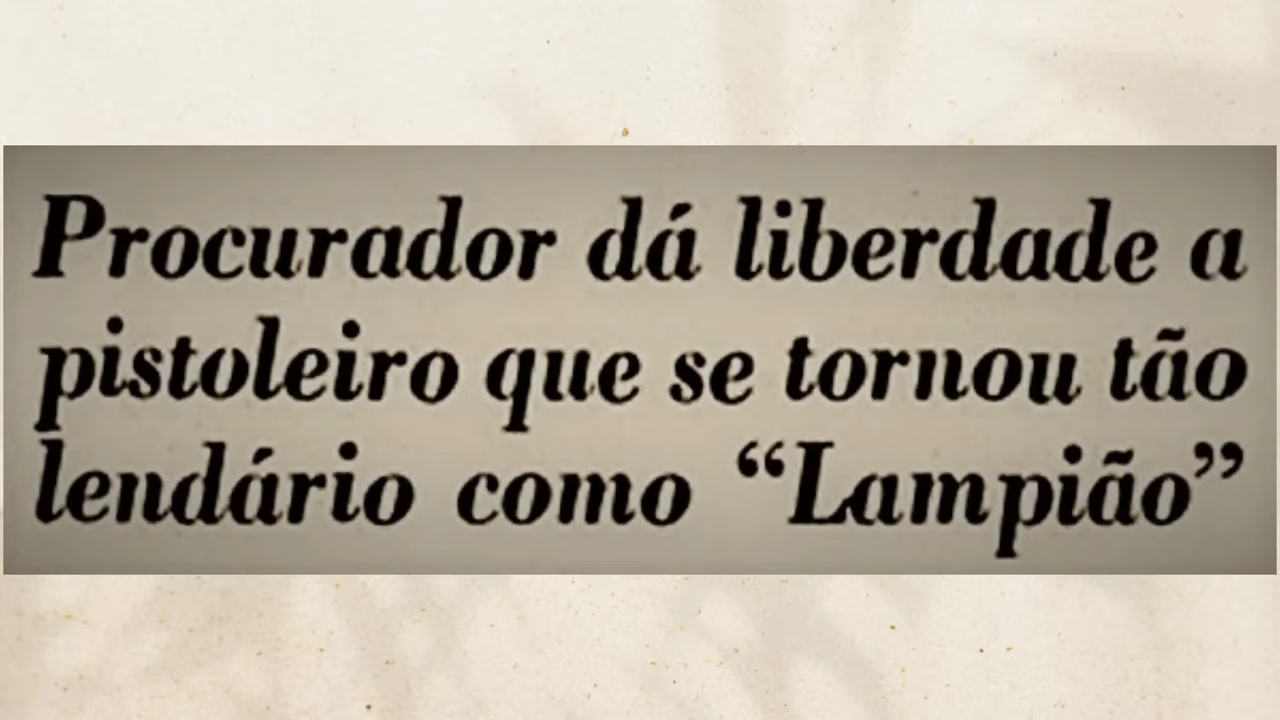 Procurador dá liberdade a
pistoleiro que se tornou tão
lendário como “Lampião”